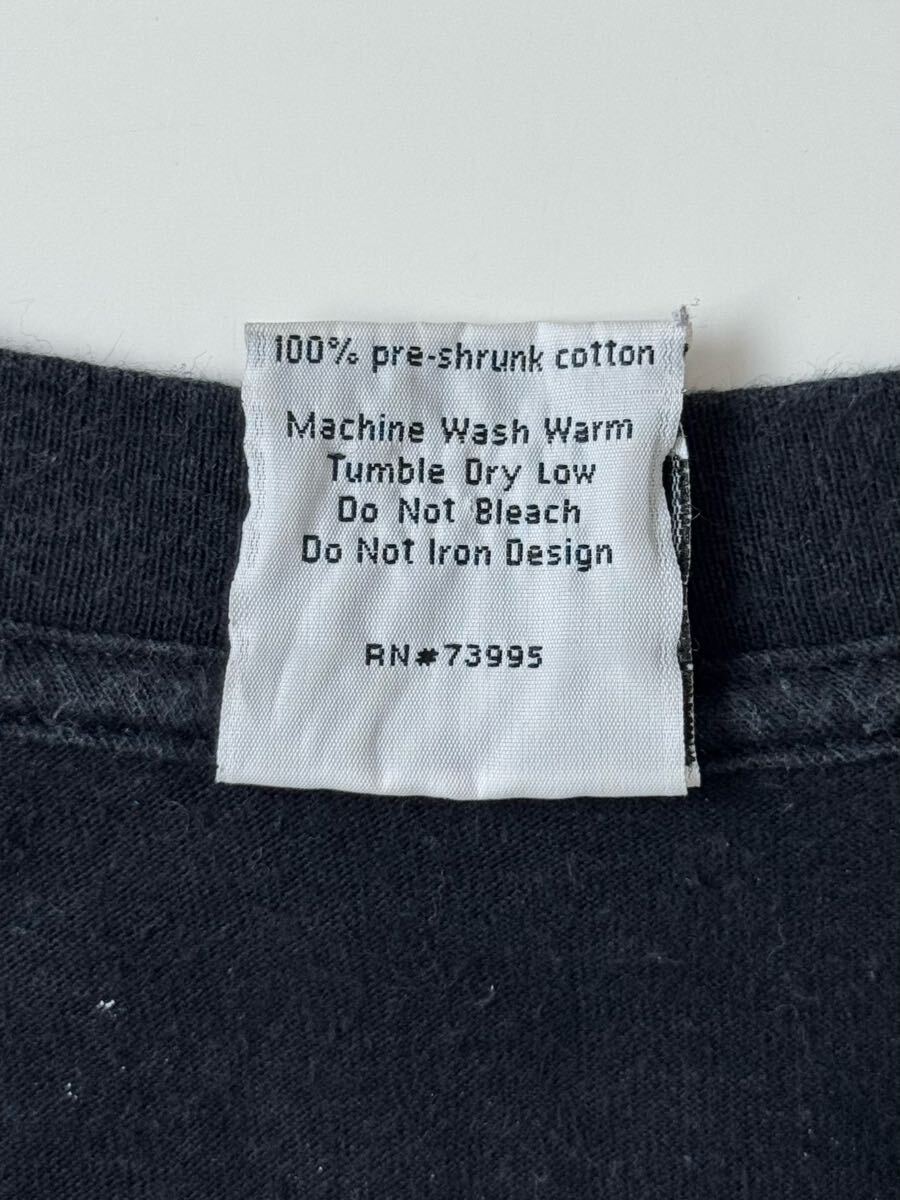 100% pre-shrunk cotton
Machine Wash Warm
Tumble Dry Low
Do Not Bleach
Do Not Iron Design
RN#73995